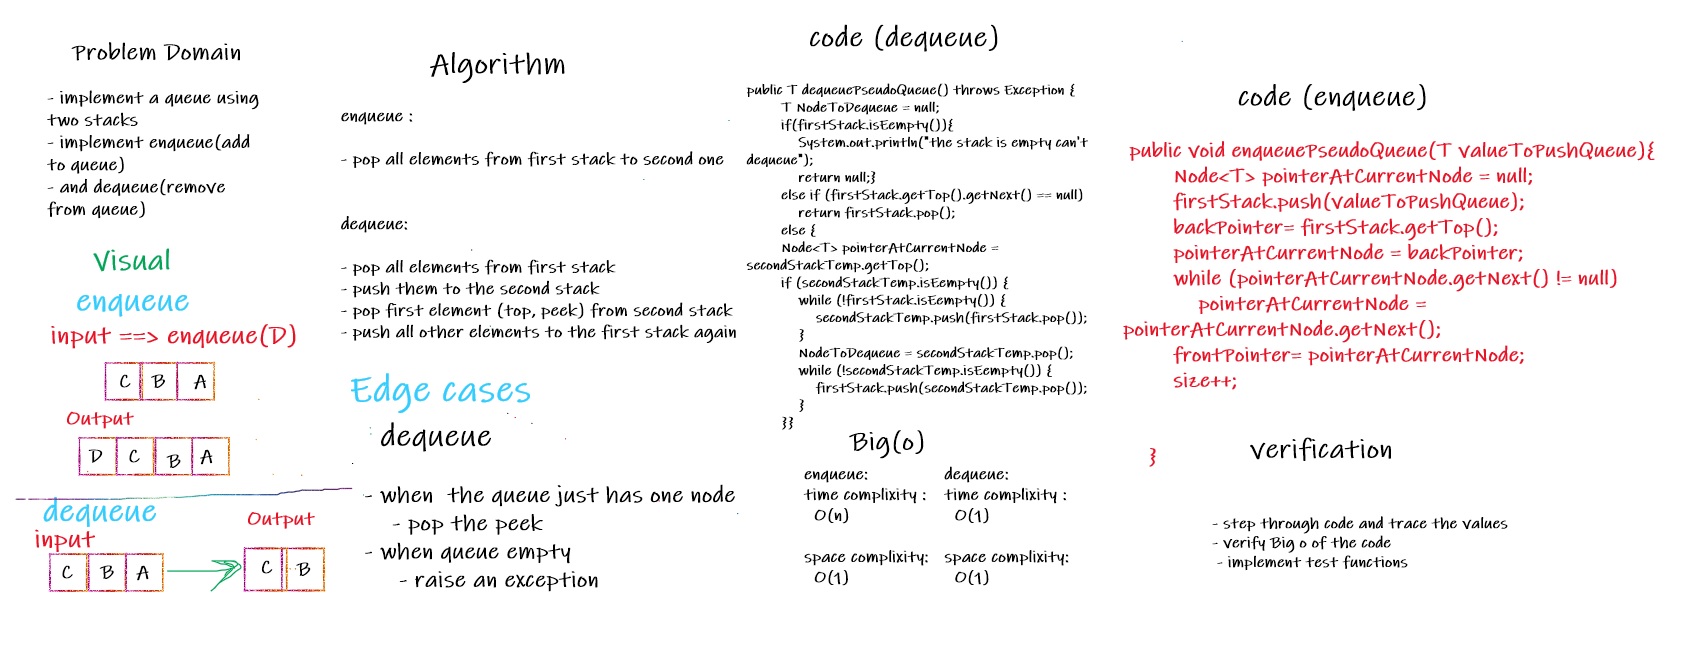 Problem Domain
- implement a queue using
two stacks
- implement enqueue(add
to queue)
- and dequeue(remove
from queue)
Visual
enqueue
input ==> enqueue(D)
C B A
Output
D C B A
dequeue
input
Output
C B A
C B
Algorithm
enqueue :
- pop all elements from first stack to second one
dequeue:
- pop all elements from first stack
- push them to the second stack
- pop first element (top, peek) from second stack
- push all other elements to the first stack again
Edge cases
dequeue
- when the queue just has one node
- pop the peek
- when queue empty
- raise an exception
code (dequeue)
public T dequeuePseudoQueue() throws Exception {
T NodeToDequeue = null;
if(firstStack.isEempty()){
System.out.println("the stack is empty can't
dequeue");
return null;}
else if (firstStack.getTop().getNext() == null)
return firstStack.pop();
else {
Node<T> pointerAtCurrentNode =
secondStackTemp.getTop();
if (secondStackTemp.isEempty()) {
while (!firstStack.isEempty()) {
secondStackTemp.push(firstStack.pop());
}
NodeToDequeue = secondStackTemp.pop();
while (!secondStackTemp.isEempty()) {
firstStack.push(secondStackTemp.pop());
}
}}
Big(o)
enqueue:
time complixity :
O(n)
space complixity:
O(1)
dequeue:
time complixity :
O(1)
space complixity:
O(1)
code (enqueue)
public void enqueuePseudoQueue(T valueToPushQueue){
Node<T> pointerAtCurrentNode = null;
firstStack.push(valueToPushQueue);
backPointer= firstStack.getTop();
pointerAtCurrentNode = backPointer;
while (pointerAtCurrentNode.getNext() != null)
pointerAtCurrentNode =
pointerAtCurrentNode.getNext();
frontPointer= pointerAtCurrentNode;
size++;
}
verification
- step through code and trace the values
- verify Big o of the code
- implement test functions